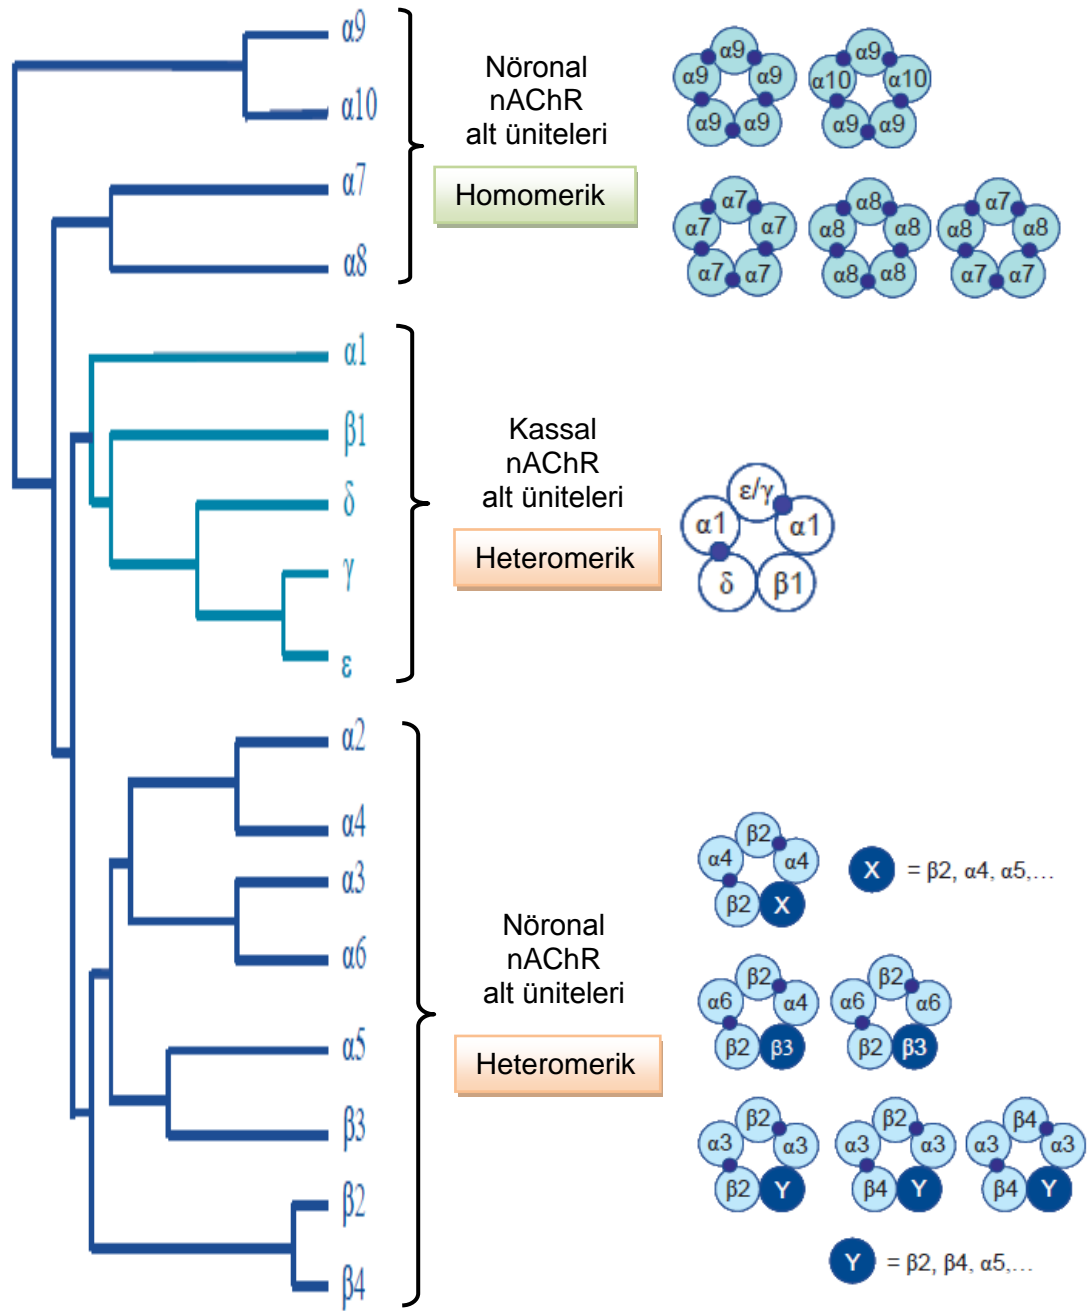 α9
α10
α7
α8
Nöronal
nAChR
alt üniteleri
Homomerik
α9
α9
α9
α9
α9
α9
α10
α10
α9
α9
α7
α7
α7
α7
α7
α8
α8
α8
α8
α8
α7
α8
α8
α7
α7
α1
β1
δ
γ
ε
Kassal
nAChR
alt üniteleri
Heteromerik
ε/γ
α1
α1
δ
β1
α2
α4
α3
α6
α5
β3
β2
β4
Nöronal
nAChR
alt üniteleri
Heteromerik
β2
α4
α4
β2
X
X = β2, α4, α5,...
β2
α6
α4
β2
β3
β2
α6
α6
β2
β3
β2
α3
α3
β2
Y
β2
α3
α3
β4
Y
β4
α3
α3
β4
Y
Y = β2, β4, α5,...